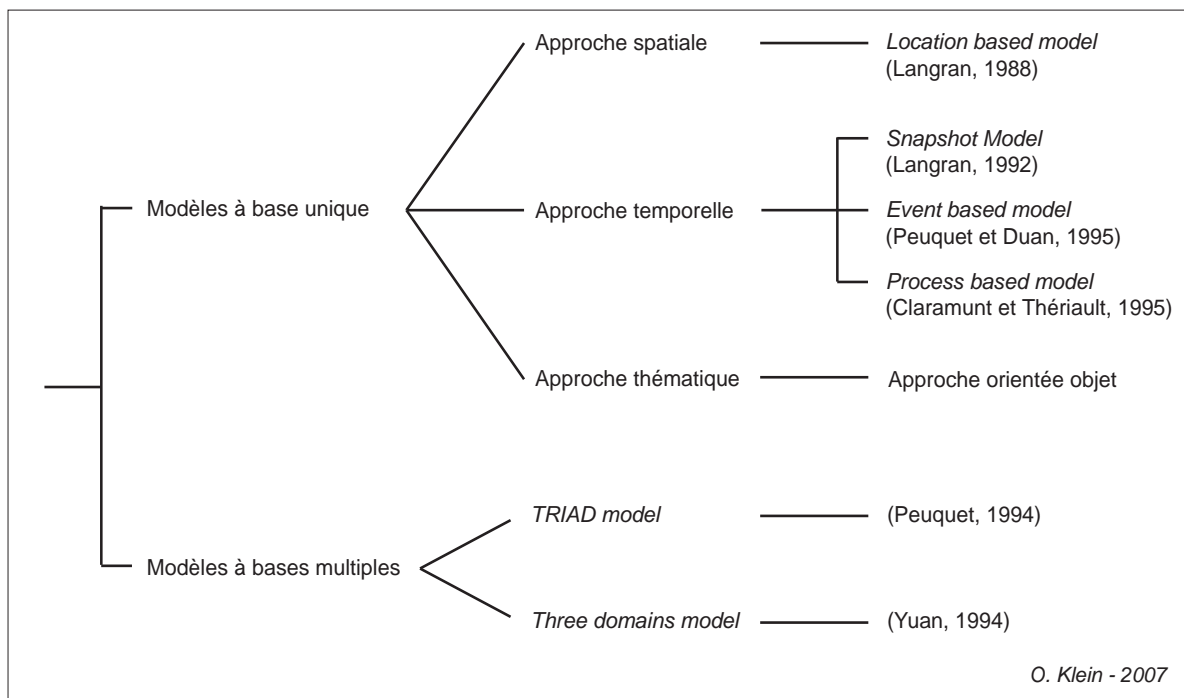 Approche spatiale
Location based model
(Langran, 1988)
Snapshot Model
(Langran, 1992)
Modèles à base unique
Approche temporelle
Event based model
(Peuquet et Duan, 1995)
Process based model
(Claramunt et Thériault, 1995)
Approche thématique
Approche orientée objet
TRIAD model
(Peuquet, 1994)
Modèles à bases multiples
Three domains model
(Yuan, 1994)
O. Klein - 2007